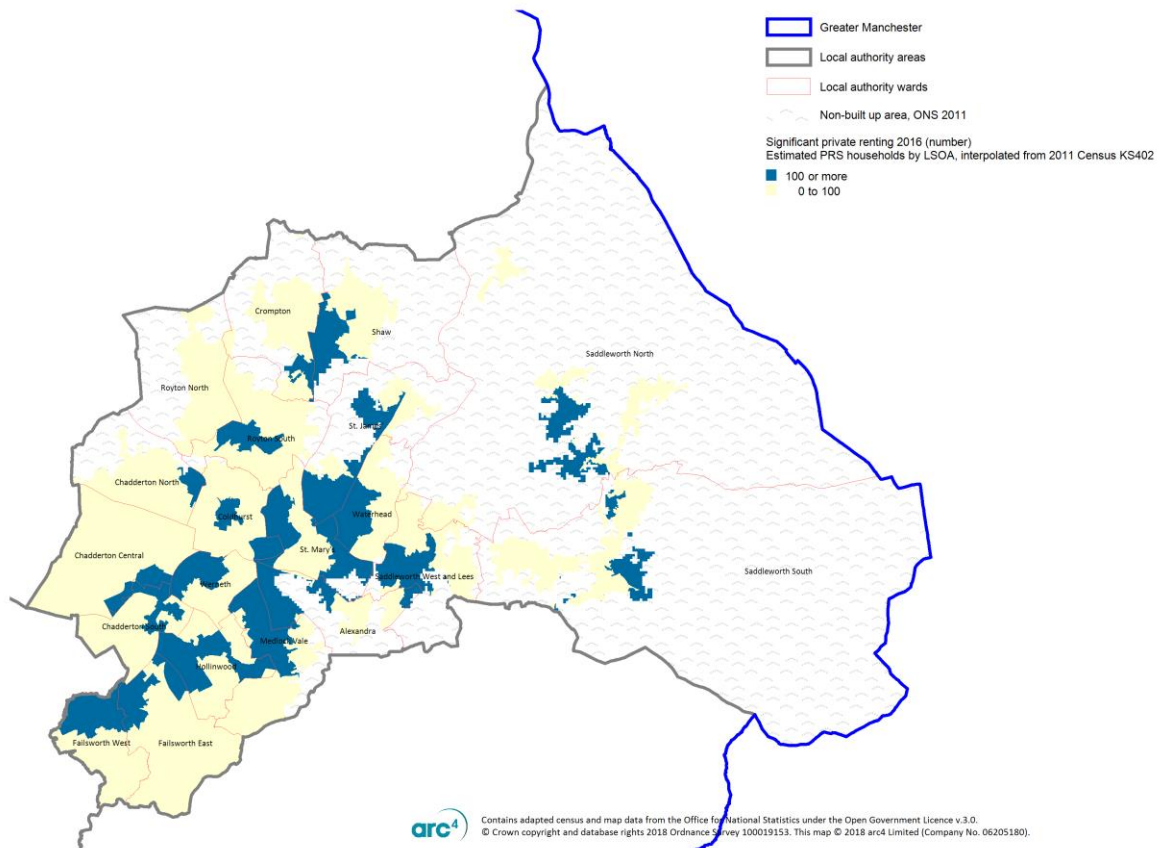 Greater Manchester
Local authority areas
Local authority wards
Non-built up area, ONS 2011
Significant private renting 2016 (number)
Estimated PRS households by LSOA, interpolated from 2011 Census KS402
100 or more
0 to 100
Crompton
Shaw
Saddleworth North
Royton North
St. James'
Royton South
Chadderton North
Coldhurst
Waterhead
Chadderton Central
St. Mary's
Werneth
Saddleworth West and Lees
Saddleworth South
Chadderton South
Alexandra
Medlock Vale
Hollinwood
Failsworth West
Failsworth East
arc4
Contains adapted census and map data from the Office for National Statistics under the Open Government Licence v.3.0.
© Crown copyright and database rights 2018 Ordnance Survey 100019153. This map © 2018 arc4 Limited (Company No. 06205180).